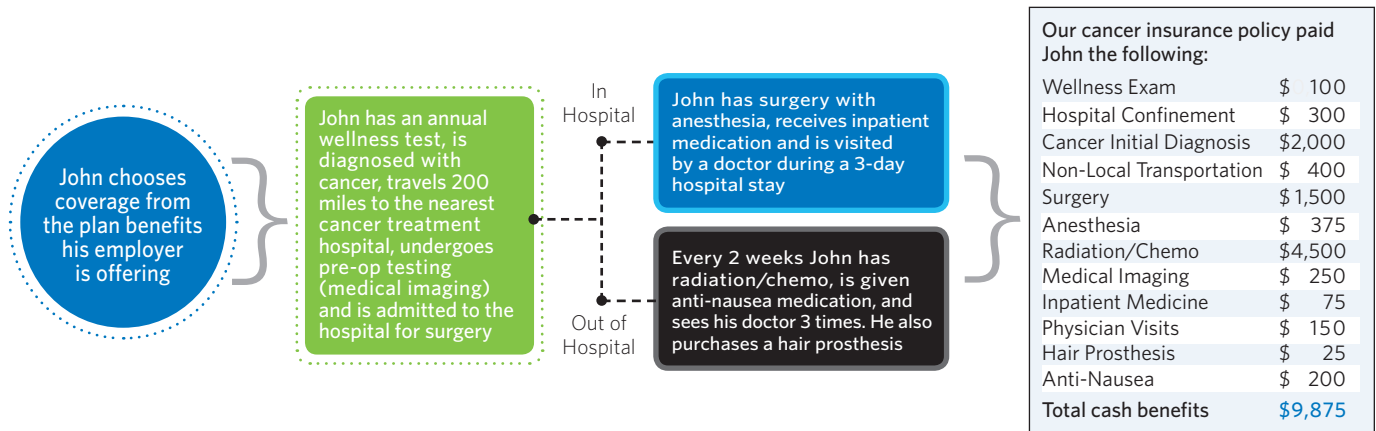 John chooses
coverage from
the plan benefits
his employer
is offering
John has an annual
wellness test, is
diagnosed with
cancer, travels 200
miles to the nearest
cancer treatment
hospital, undergoes
pre-op testing
(medical imaging)
and is admitted to the
hospital for surgery
In
Hospital
John has surgery with
anesthesia, receives inpatient
medication and is visited
by a doctor during a 3-day
hospital stay
Out of
Hospital
Every 2 weeks John has
radiation/chemo, is given
anti-nausea medication, and
sees his doctor 3 times. He also
purchases a hair prosthesis
Our cancer insurance policy paid
John the following:
Wellness Exam $ 100
Hospital Confinement $ 300
Cancer Initial Diagnosis $2,000
Non-Local Transportation $ 400
Surgery $1,500
Anesthesia $ 375
Radiation/Chemo $4,500
Medical Imaging $ 250
Inpatient Medicine $ 75
Physician Visits $ 150
Hair Prosthesis $ 25
Anti-Nausea $ 200
Total cash benefits $9,875